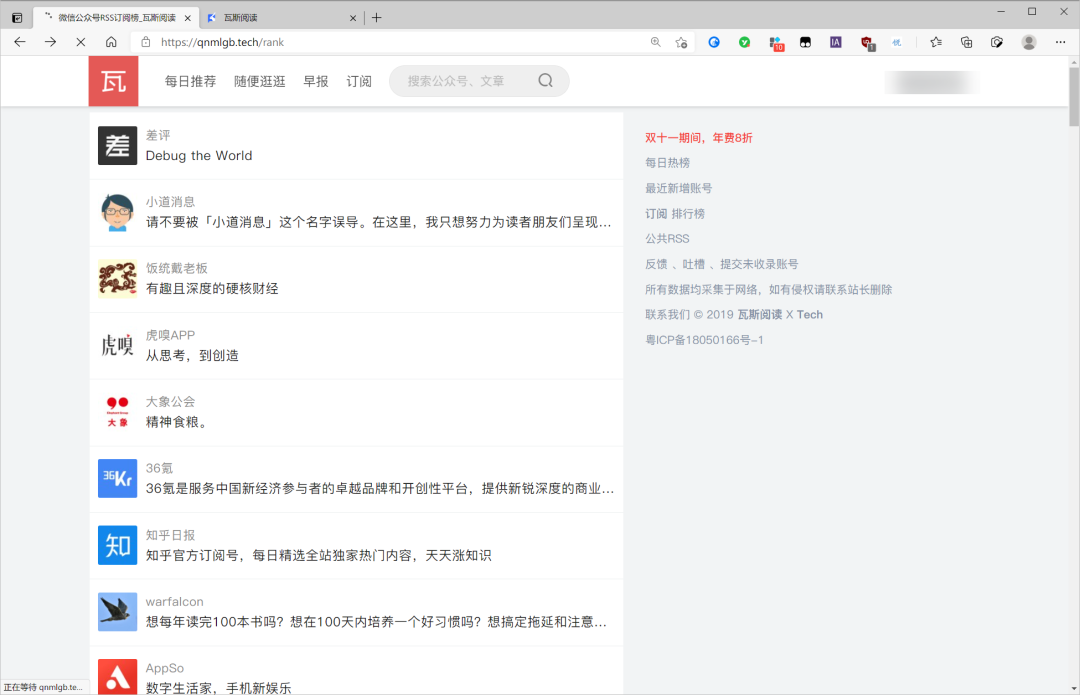 微信公众号RSS订阅榜_瓦斯阅读
瓦斯阅读
https://qnmlgb.tech/rank
10
IA
1
瓦
每日推荐 随便逛逛 早报 订阅
搜索公众号、文章
差
差评
Debug the World
小道消息
请不要被「小道消息」这个名字误导。在这里，我只想努力为读者朋友们呈现...
饭统戴老板
有趣且深度的硬核财经
虎嗅
虎嗅APP
从思考，到创造
大象
大象公会
精神食粮。
36Kr
36氪
36氪是服务中国新经济参与者的卓越品牌和开创性平台，提供新锐深度的商业...
知
知乎日报
知乎官方订阅号，每日精选全站独家热门内容，天天涨知识
warfalcon
想每年读完100本书吗？想在100天内培养一个好习惯吗？想搞定拖延和注意...
AppSo
数字生活家，手机新娱乐
双十一期间，年费8折
每日热榜
最近新增账号
订阅 排行榜
公共RSS
反馈 、吐槽 、提交未收录账号
所有数据均采集于网络，如有侵权请联系站长删除
联系我们 © 2019 瓦斯阅读 X Tech
粤ICP备18050166号-1
正在等待 qnmlgb.te...